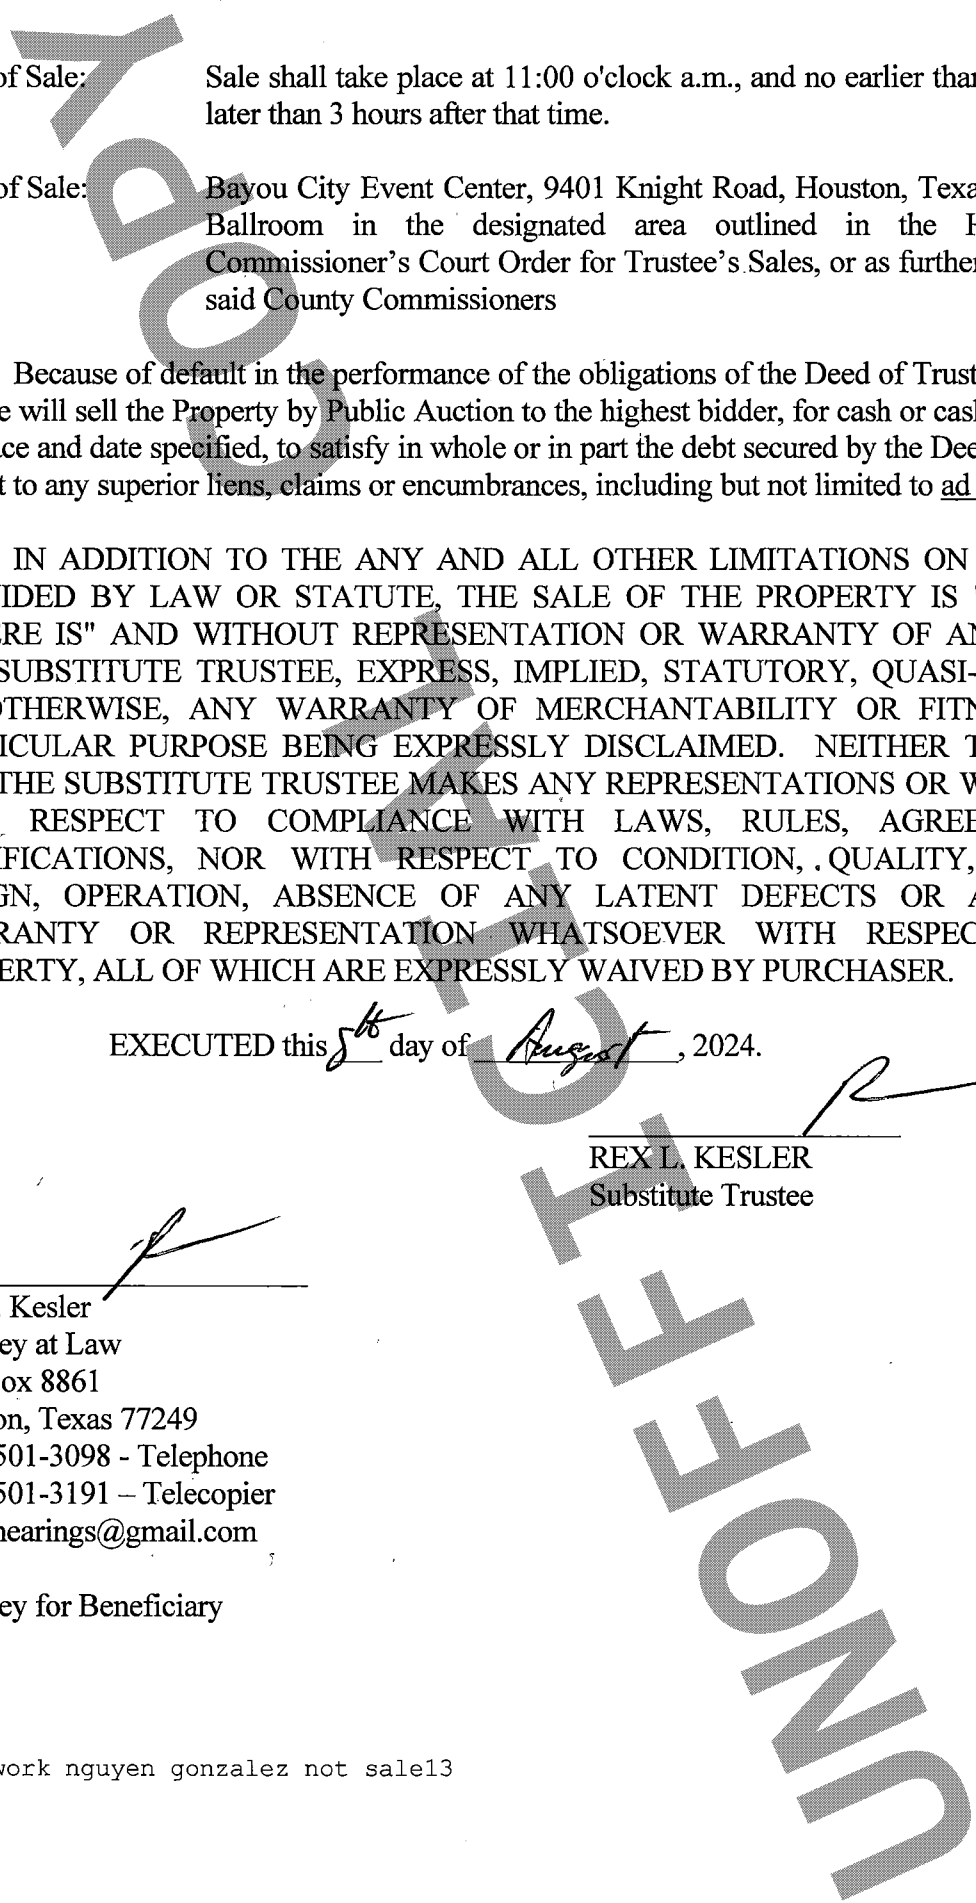 of Sale: Sale shall take place at 11:00 o'clock a.m., and no earlier than
later than 3 hours after that time.
of Sale: Bayou City Event Center, 9401 Knight Road, Houston, Texa
Ballroom in the designated area outlined in the H
Commissioner’s Court Order for Trustee’s Sales, or as further
said County Commissioners
Because of default in the performance of the obligations of the Deed of Trust
e will sell the Property by Public Auction to the highest bidder, for cash or cash
ce and date specified, to satisfy in whole or in part the debt secured by the Dee
t to any superior liens, claims or encumbrances, including but not limited to ad
IN ADDITION TO THE ANY AND ALL OTHER LIMITATIONS ON
IDED BY LAW OR STATUTE, THE SALE OF THE PROPERTY IS "
ERE IS" AND WITHOUT REPRESENTATION OR WARRANTY OF AN
SUBSTITUTE TRUSTEE, EXPRESS, IMPLIED, STATUTORY, QUASI-
OTHERWISE, ANY WARRANTY OF MERCHANTABILITY OR FITN
ICULAR PURPOSE BEING EXPRESSLY DISCLAIMED. NEITHER T
THE SUBSTITUTE TRUSTEE MAKES ANY REPRESENTATIONS OR W
RESPECT TO COMPLIANCE WITH LAWS, RULES, AGREE
IFICATIONS, NOR WITH RESPECT TO CONDITION, QUALITY,
GN, OPERATION, ABSENCE OF ANY LATENT DEFECTS OR A
RANTY OR REPRESENTATION WHATSOEVER WITH RESPEC
ERTY, ALL OF WHICH ARE EXPRESSLY WAIVED BY PURCHASER.
EXECUTED this 5th day of August, 2024.
REX L. KESLER
Substitute Trustee
. Kesler
ey at Law
ox 8861
on, Texas 77249
501-3098 - Telephone
501-3191 – Telecopier
hearings@gmail.com
ey for Beneficiary
work nguyen gonzalez not sale13
UNOFFICIAL COPY